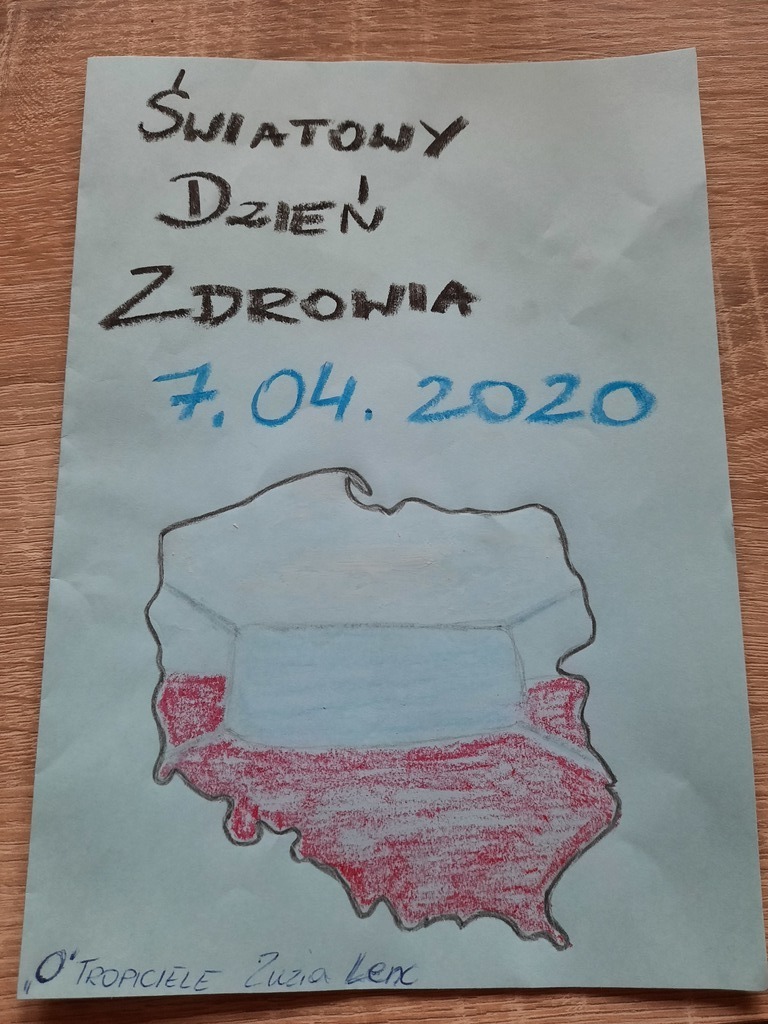 ŚWIATOWY
DZIEŃ
ZDROWIA
7.04.2020
„O" TROPICIELE Zuzia Lenc